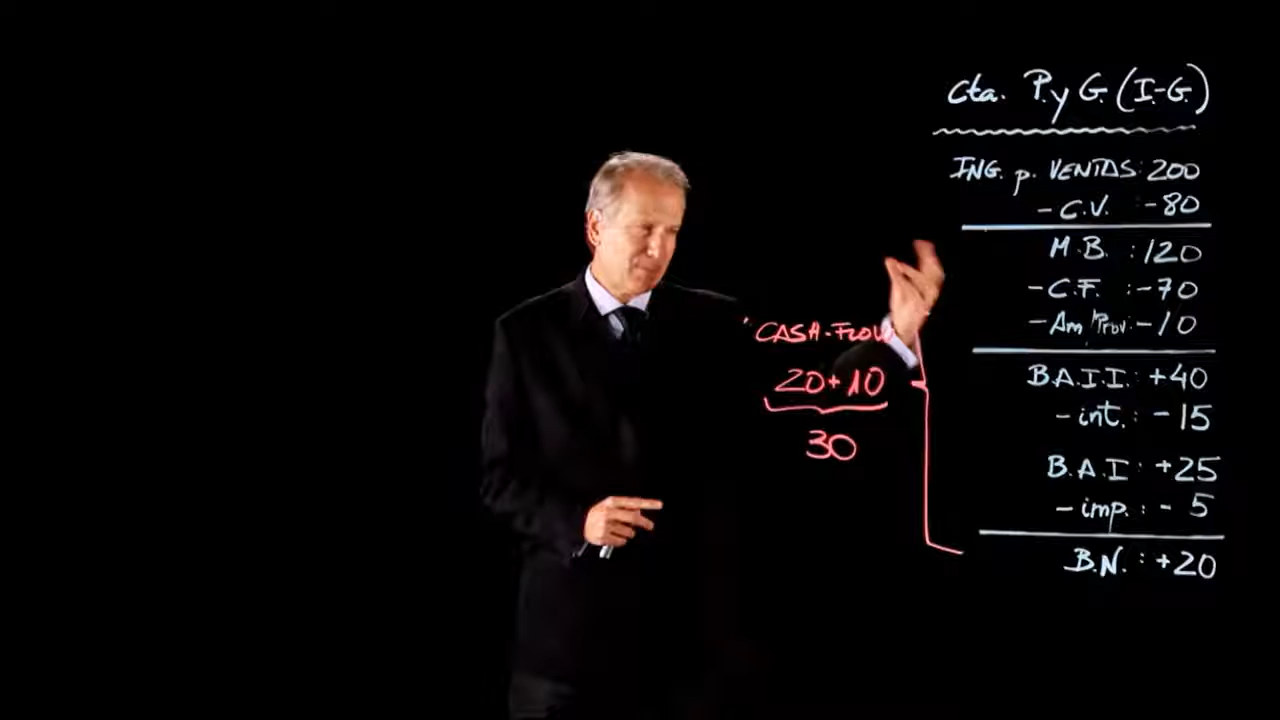 Cta. P. y G. (I.-G.)
ING. p. VENTAS: 200
- C.V. : -80
M.B. : 120
- C.F. : -70
- Am/Prov: -10
B.A.I.I.: +40
- int. : -15
B.A.I: +25
- imp. : - 5
B.N. : +20
CASH-FLOW
20+10
30